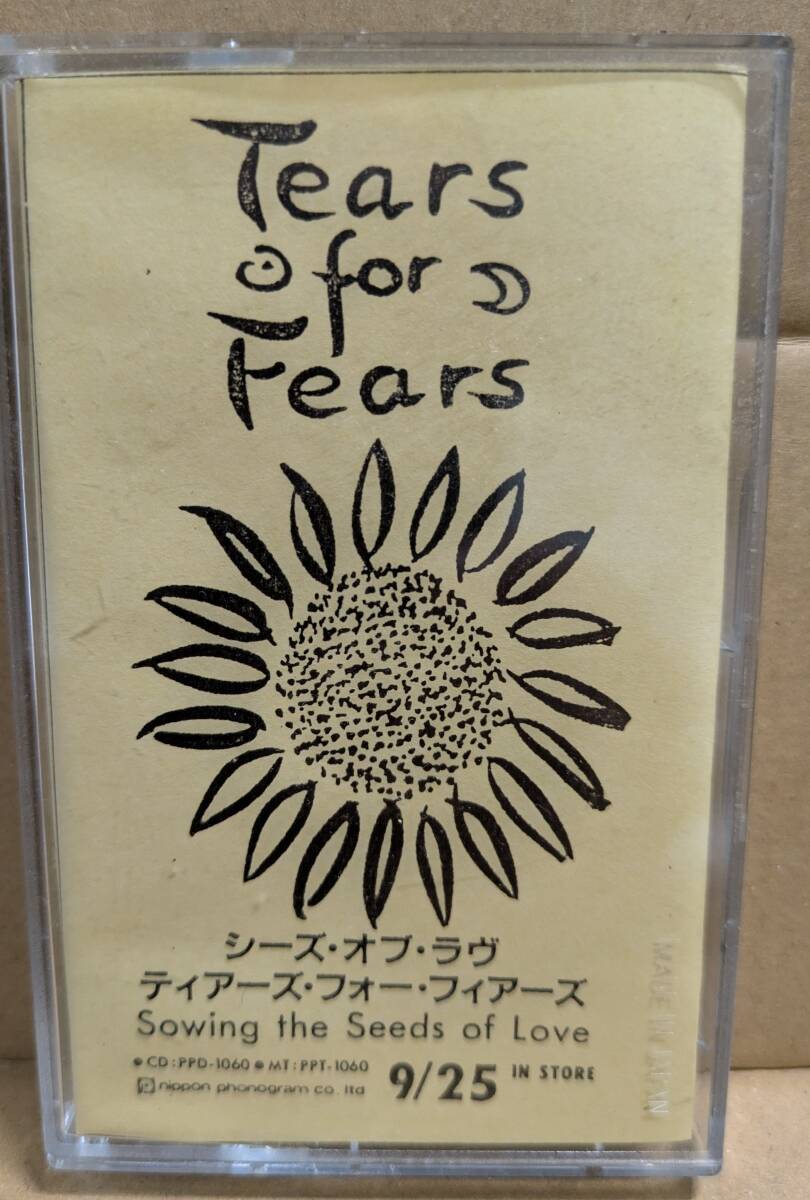 Tears
for
Fears
シーズ・オブ・ラヴ
ティアーズ・フォー・フィアーズ
Sowing the Seeds of Love
●CD:PPD-1060●MT:PPT-1060
nippon phonogram co. ltd
9/25 IN STORE
MADE IN JAPAN